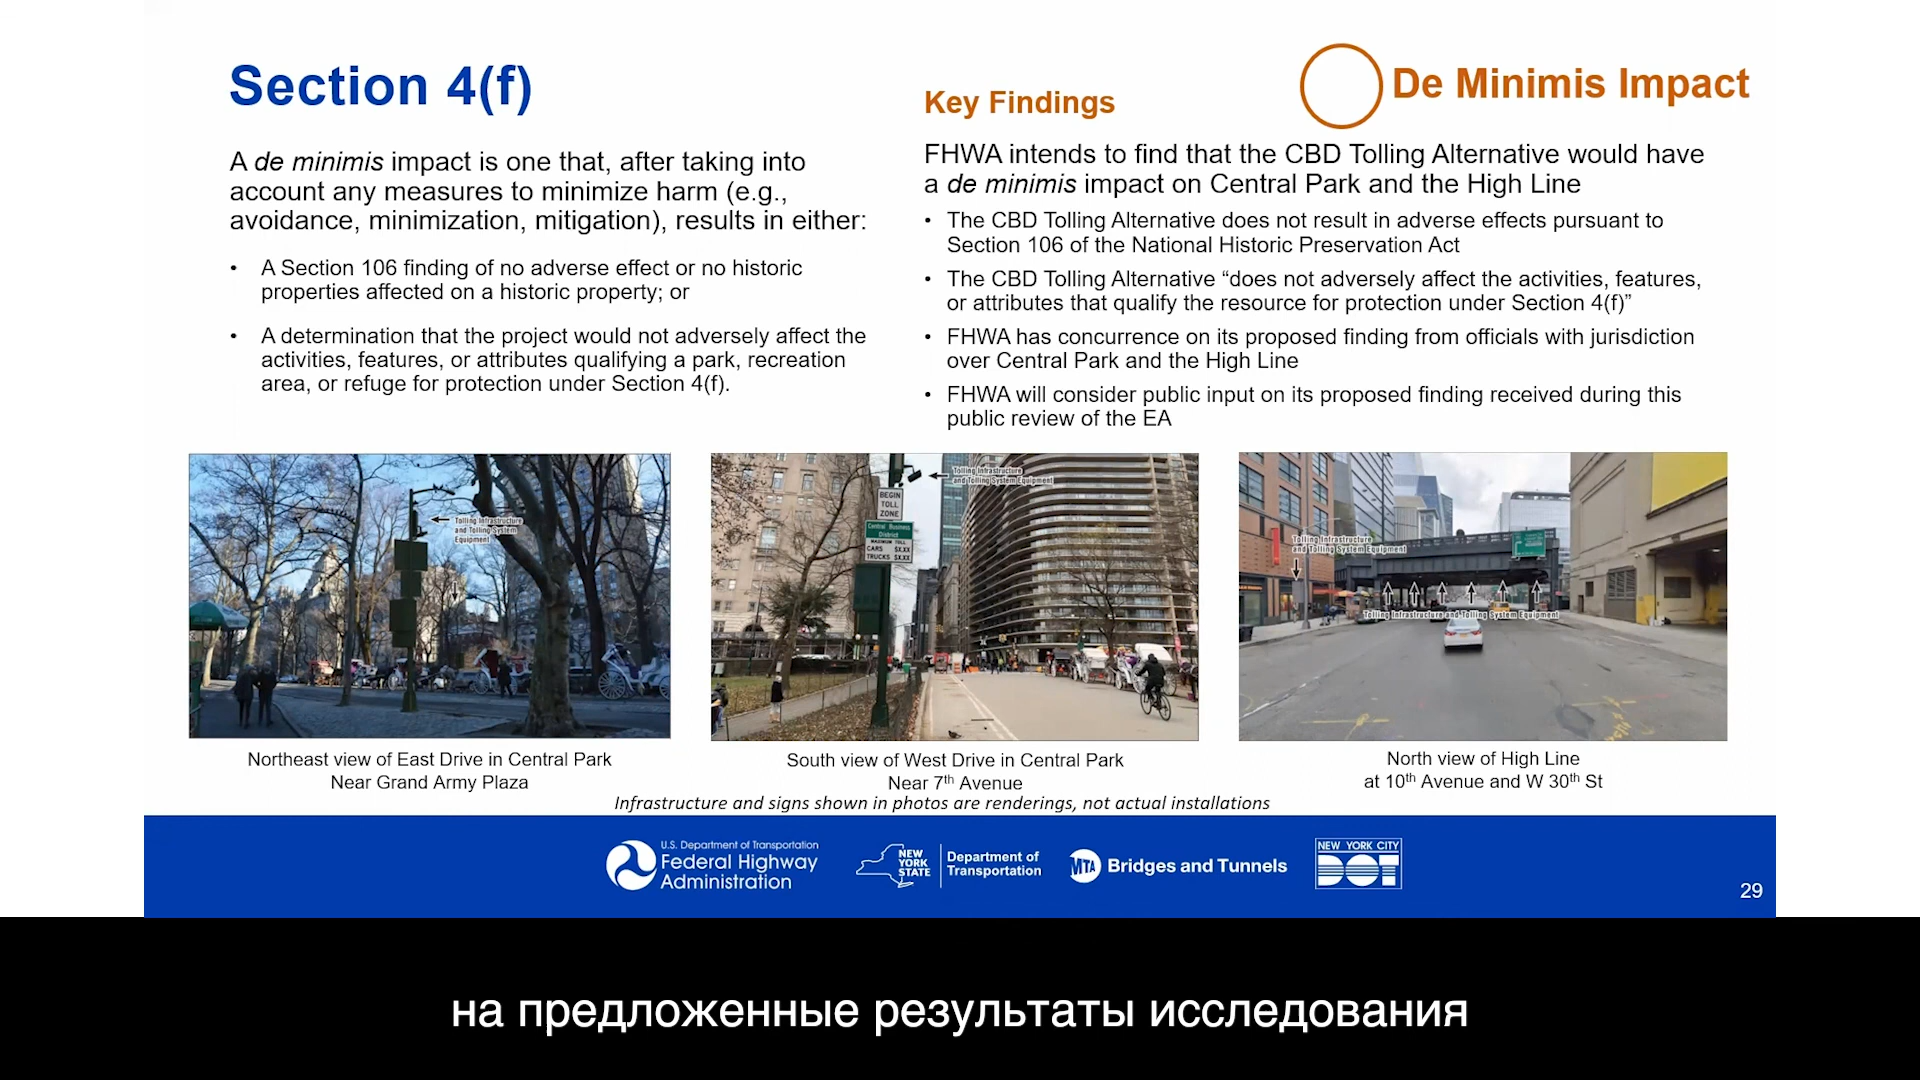 Section 4(f)
A de minimis impact is one that, after taking into
account any measures to minimize harm (e.g.,
avoidance, minimization, mitigation), results in either:
• A Section 106 finding of no adverse effect or no historic
properties affected on a historic property; or
• A determination that the project would not adversely affect the
activities, features, or attributes qualifying a park, recreation
area, or refuge for protection under Section 4(f).
De Minimis Impact
Key Findings
FHWA intends to find that the CBD Tolling Alternative would have
a de minimis impact on Central Park and the High Line
• The CBD Tolling Alternative does not result in adverse effects pursuant to
Section 106 of the National Historic Preservation Act
• The CBD Tolling Alternative “does not adversely affect the activities, features,
or attributes that qualify the resource for protection under Section 4(f)”
• FHWA has concurrence on its proposed finding from officials with jurisdiction
over Central Park and the High Line
• FHWA will consider public input on its proposed finding received during this
public review of the EA
Tolling Infrastructure
and Tolling System
Equipment
Tolling Infrastructure
and Tolling System Equipment
BEGIN
TOLL
ZONE
Central Business
District
MAXIMUM TOLL
CARS $X.XX
TRUCKS $X.XX
Tolling Infrastructure
and Tolling System Equipment
Tolling Infrastructure and Tolling System Equipment
Northeast view of East Drive in Central Park
Near Grand Army Plaza
South view of West Drive in Central Park
Near 7th Avenue
North view of High Line
at 10th Avenue and W 30th St
Infrastructure and signs shown in photos are renderings, not actual installations
U.S. Department of Transportation
Federal Highway
Administration
NEW
YORK
STATE
Department of
Transportation
MTA
Bridges and Tunnels
NEW YORK CITY
DOT
29
на предложенные результаты исследования